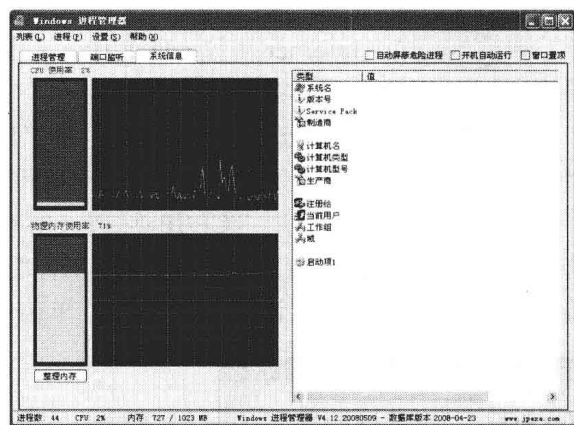 Windows 进程管理器
列表(L) 进程(P) 设置(S) 帮助(H)
进程管理 端口监听 系统信息 自动屏蔽危险进程 开机自动运行 窗口置顶
CPU 使用率 2%
类型 值
系统名
版本号
Service Pack
制造商
计算机名
计算机类型
计算机型号
生产商
注册给
当前用户
工作组
域
启动项1
物理内存使用率 71%
整理内存
进程数 44 CPU 2% 内存 727 / 1023 MB Windows 进程管理器 V4.12.20080509 - 数据库版本 2008-04-23 www.jpaxa.com